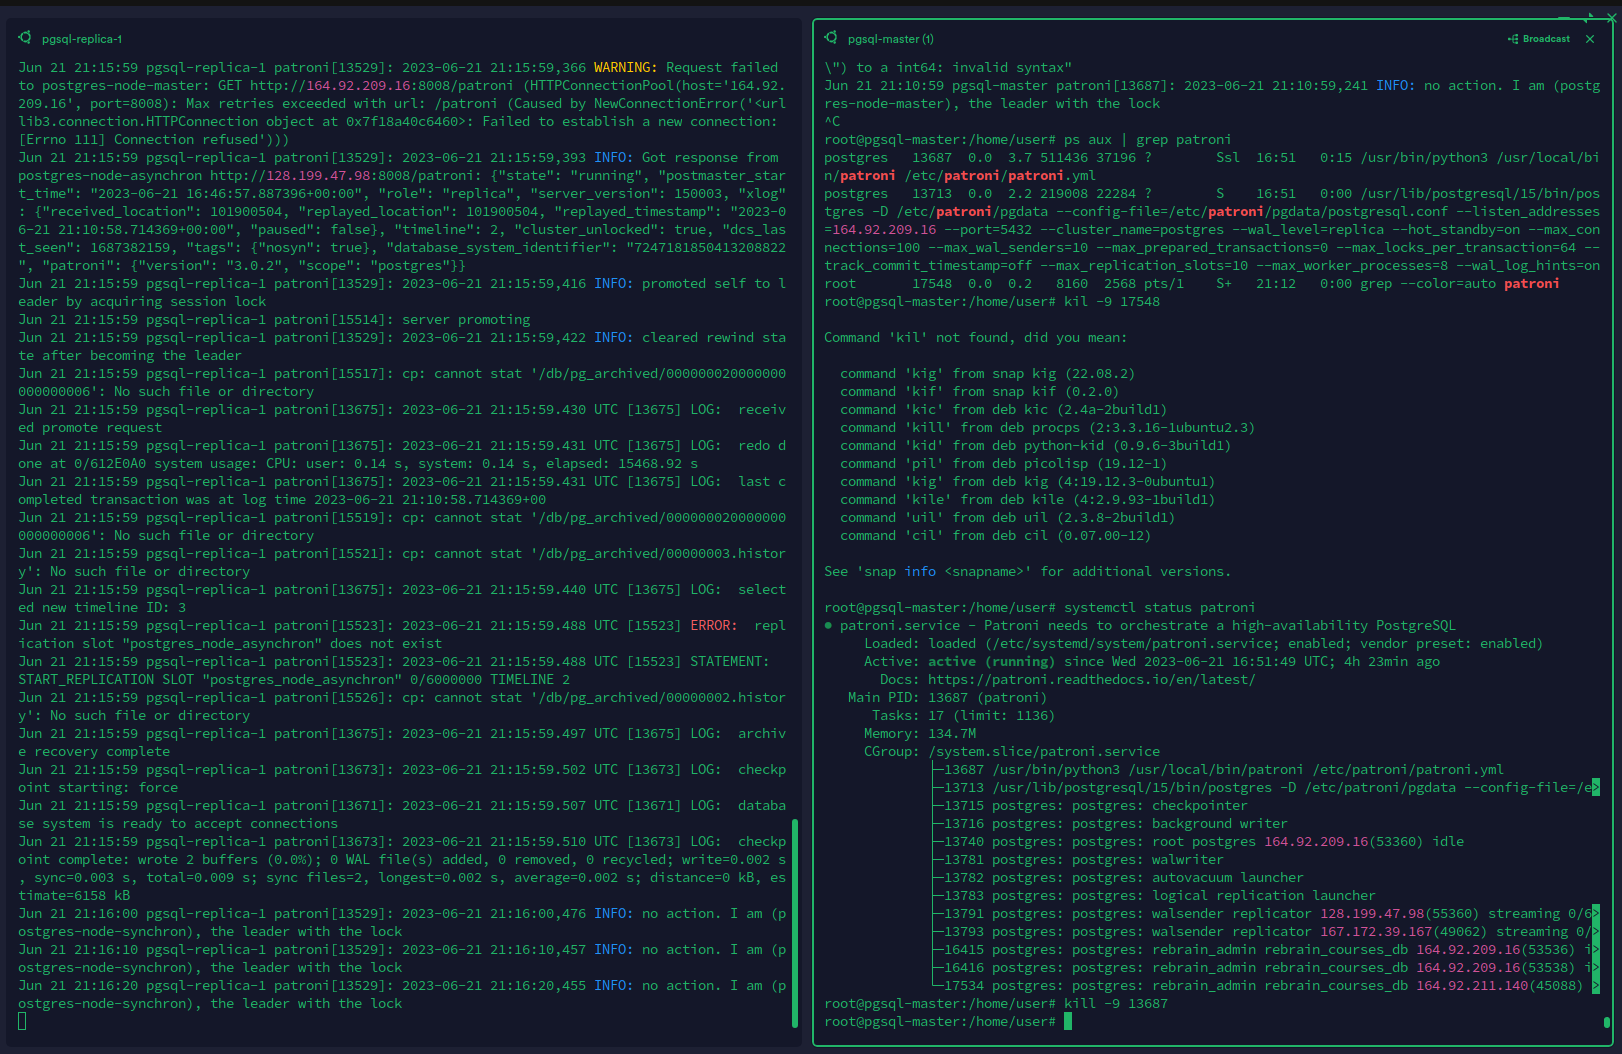 pgsql-replica-1
Jun 21 21:15:59 pgsql-replica-1 patroni[13529]: 2023-06-21 21:15:59,366 WARNING: Request failed
to postgres-node-master: GET http://164.92.209.16:8008/patroni (HTTPConnectionPool(host='164.92.
209.16', port=8008): Max retries exceeded with url: /patroni (Caused by NewConnectionError('<url
lib3.connection.HTTPConnection object at 0x7f18a40c6460>: Failed to establish a new connection:
[Errno 111] Connection refused')))
Jun 21 21:15:59 pgsql-replica-1 patroni[13529]: 2023-06-21 21:15:59,393 INFO: Got response from
postgres-node-asynchron http://128.199.47.98:8008/patroni: {"state": "running", "postmaster_star
t_time": "2023-06-21 16:46:57.887396+00:00", "role": "replica", "server_version": 150003, "xlog"
: {"received_location": 101900504, "replayed_location": 101900504, "replayed_timestamp": "2023-0
6-21 21:10:58.714369+00:00", "paused": false}, "timeline": 2, "cluster_unlocked": true, "dcs_las
t_seen": 1687382159, "tags": {"nosyn": true}, "database_system_identifier": "7247181850413208822
", "patroni": {"version": "3.0.2", "scope": "postgres"}}
Jun 21 21:15:59 pgsql-replica-1 patroni[13529]: 2023-06-21 21:15:59,416 INFO: promoted self to l
eader by acquiring session lock
Jun 21 21:15:59 pgsql-replica-1 patroni[15514]: server promoting
Jun 21 21:15:59 pgsql-replica-1 patroni[13529]: 2023-06-21 21:15:59,422 INFO: cleared rewind sta
te after becoming the leader
Jun 21 21:15:59 pgsql-replica-1 patroni[15517]: cp: cannot stat '/db/pg_archived/000000020000000
000000006': No such file or directory
Jun 21 21:15:59 pgsql-replica-1 patroni[13675]: 2023-06-21 21:15:59.430 UTC [13675] LOG:  receiv
ed promote request
Jun 21 21:15:59 pgsql-replica-1 patroni[13675]: 2023-06-21 21:15:59.431 UTC [13675] LOG:  redo d
one at 0/612E0A0 system usage: CPU: user: 0.14 s, system: 0.14 s, elapsed: 15468.92 s
Jun 21 21:15:59 pgsql-replica-1 patroni[13675]: 2023-06-21 21:15:59.431 UTC [13675] LOG:  last c
ompleted transaction was at log time 2023-06-21 21:10:58.714369+00
Jun 21 21:15:59 pgsql-replica-1 patroni[15519]: cp: cannot stat '/db/pg_archived/000000020000000
000000006': No such file or directory
Jun 21 21:15:59 pgsql-replica-1 patroni[15521]: cp: cannot stat '/db/pg_archived/00000003.histor
y': No such file or directory
Jun 21 21:15:59 pgsql-replica-1 patroni[13675]: 2023-06-21 21:15:59.440 UTC [13675] LOG:  select
ed new timeline ID: 3
Jun 21 21:15:59 pgsql-replica-1 patroni[15523]: 2023-06-21 21:15:59.488 UTC [15523] ERROR:  repl
ication slot "postgres_node_asynchron" does not exist
Jun 21 21:15:59 pgsql-replica-1 patroni[15523]: 2023-06-21 21:15:59.488 UTC [15523] STATEMENT:
START_REPLICATION SLOT "postgres_node_asynchron" 0/6000000 TIMELINE 2
Jun 21 21:15:59 pgsql-replica-1 patroni[15526]: cp: cannot stat '/db/pg_archived/00000002.histor
y': No such file or directory
Jun 21 21:15:59 pgsql-replica-1 patroni[13675]: 2023-06-21 21:15:59.497 UTC [13675] LOG:  archiv
e recovery complete
Jun 21 21:15:59 pgsql-replica-1 patroni[13673]: 2023-06-21 21:15:59.502 UTC [13673] LOG:  checkp
oint starting: force
Jun 21 21:15:59 pgsql-replica-1 patroni[13671]: 2023-06-21 21:15:59.507 UTC [13671] LOG:  databa
se system is ready to accept connections
Jun 21 21:15:59 pgsql-replica-1 patroni[13673]: 2023-06-21 21:15:59.510 UTC [13673] LOG:  checkp
oint complete: wrote 2 buffers (0.0%); 0 WAL file(s) added, 0 removed, 0 recycled; write=0.002 s
, sync=0.003 s, total=0.009 s; sync files=2, longest=0.002 s, average=0.002 s; distance=0 kB, es
timate=6158 kB
Jun 21 21:16:00 pgsql-replica-1 patroni[13529]: 2023-06-21 21:16:00,476 INFO: no action. I am (p
ostgres-node-synchron), the leader with the lock
Jun 21 21:16:10 pgsql-replica-1 patroni[13529]: 2023-06-21 21:16:10,457 INFO: no action. I am (p
ostgres-node-synchron), the leader with the lock
Jun 21 21:16:20 pgsql-replica-1 patroni[13529]: 2023-06-21 21:16:20,455 INFO: no action. I am (p
ostgres-node-synchron), the leader with the lock
pgsql-master (1)
Broadcast
\") to a int64: invalid syntax"
Jun 21 21:10:59 pgsql-master patroni[13687]: 2023-06-21 21:10:59,241 INFO: no action. I am (postg
res-node-master), the leader with the lock
^C
root@pgsql-master:/home/user# ps aux | grep patroni
postgres   13687  0.0  3.7 511436 37196 ?        Ssl  16:51   0:15 /usr/bin/python3 /usr/local/bi
n/patroni /etc/patroni/patroni.yml
postgres   13713  0.0  2.2 219008 22284 ?        S    16:51   0:00 /usr/lib/postgresql/15/bin/pos
tgres -D /etc/patroni/pgdata --config-file=/etc/patroni/pgdata/postgresql.conf --listen_addresses
=164.92.209.16 --port=5432 --cluster_name=postgres --wal_level=replica --hot_standby=on --max_con
nections=100 --max_wal_senders=10 --max_prepared_transactions=0 --max_locks_per_transaction=64 --
track_commit_timestamp=off --max_replication_slots=10 --max_worker_processes=8 --wal_log_hints=on
root       17548  0.0  0.2   8160  2568 pts/1    S+   21:12   0:00 grep --color=auto patroni
root@pgsql-master:/home/user# kil -9 17548
Command 'kil' not found, did you mean:
command 'kig' from snap kig (22.08.2)
command 'kif' from snap kif (0.2.0)
command 'kic' from deb kic (2.4a-2build1)
command 'kill' from deb procps (2:3.3.16-1ubuntu2.3)
command 'kid' from deb python-kid (0.9.6-3build1)
command 'pil' from deb picolisp (19.12-1)
command 'kig' from deb kig (4:19.12.3-0ubuntu1)
command 'kile' from deb kile (4:2.9.93-1build1)
command 'uil' from deb uil (2.3.8-2build1)
command 'cil' from deb cil (0.07.00-12)
See 'snap info <snapname>' for additional versions.
root@pgsql-master:/home/user# systemctl status patroni
● patroni.service - Patroni needs to orchestrate a high-availability PostgreSQL
Loaded: loaded (/etc/systemd/system/patroni.service; enabled; vendor preset: enabled)
Active: active (running) since Wed 2023-06-21 16:51:49 UTC; 4h 23min ago
Docs: https://patroni.readthedocs.io/en/latest/
Main PID: 13687 (patroni)
Tasks: 17 (limit: 1136)
Memory: 134.7M
CGroup: /system.slice/patroni.service
├─13687 /usr/bin/python3 /usr/local/bin/patroni /etc/patroni/patroni.yml
├─13713 /usr/lib/postgresql/15/bin/postgres -D /etc/patroni/pgdata --config-file=/e>
├─13715 postgres: postgres: checkpointer
├─13716 postgres: postgres: background writer
├─13740 postgres: postgres: root postgres 164.92.209.16(53360) idle
├─13781 postgres: postgres: walwriter
├─13782 postgres: postgres: autovacuum launcher
├─13783 postgres: postgres: logical replication launcher
├─13791 postgres: postgres: walsender replicator 128.199.47.98(55360) streaming 0/6>
├─13793 postgres: postgres: walsender replicator 167.172.39.167(49062) streaming 0/>
├─16415 postgres: postgres: rebrain_admin rebrain_courses_db 164.92.209.16(53536) i>
├─16416 postgres: postgres: rebrain_admin rebrain_courses_db 164.92.209.16(53538) i>
└─17534 postgres: postgres: rebrain_admin rebrain_courses_db 164.92.211.140(45088) >
root@pgsql-master:/home/user# kill -9 13687
root@pgsql-master:/home/user#